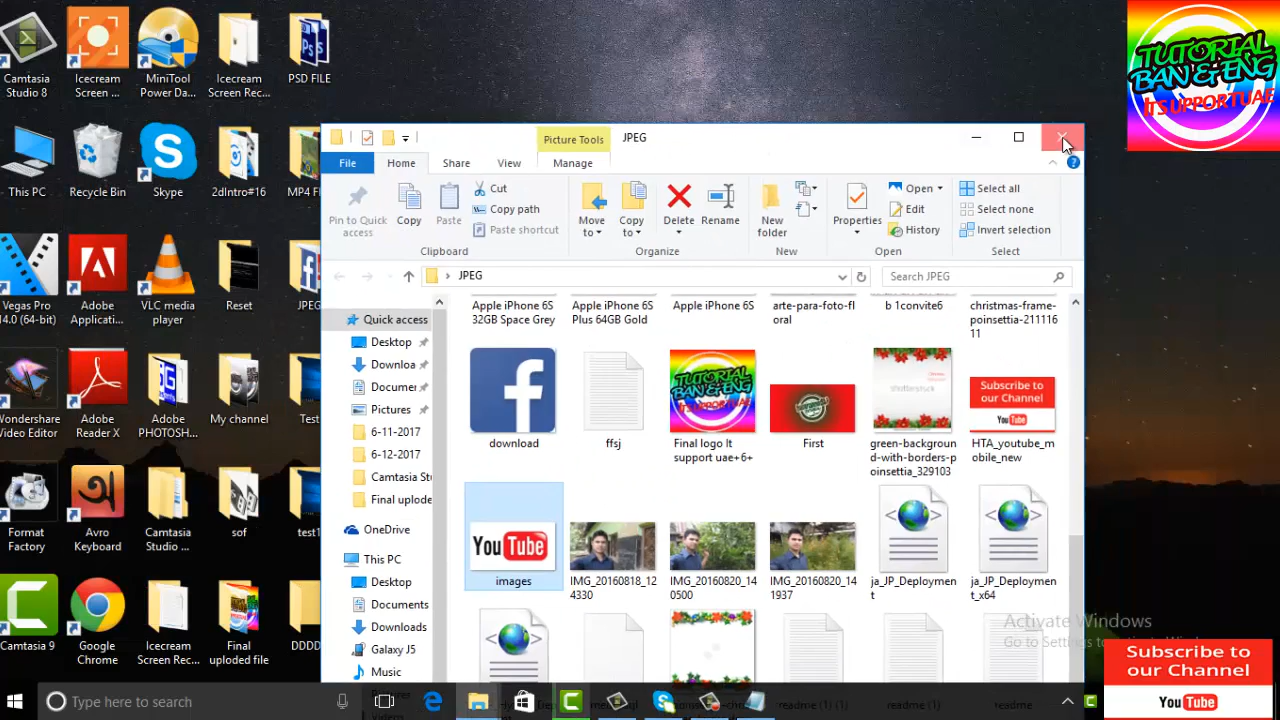 Camtasia
Studio 8
Icecream
Screen ...
MiniTool
Power Da...
Icecream
Screen Rec...
PSD FILE
TUTORIAL
BAN & ENG
ITSUPPORTUAE
This PC
Recycle Bin
Skype
2dIntro#16
MP4 F
Vegas Pro
14.0 (64-bit)
Adobe
Applicati...
VLC media
player
Reset
JPEG
Wondershare
Video Editor
Adobe
Reader X
Adobe
PHOTOSH...
My channel
Test
Format
Factory
Avro
Keyboard
Camtasia
Studio ...
sof
test1
Camtasia 9
Google
Chrome
Icecream
Screen Rec...
Final
uploded file
DDDD
Picture Tools
JPEG
File
Home
Share
View
Manage
Pin to Quick
access
Copy
Paste
Cut
Copy path
Paste shortcut
Clipboard
Move
to
Copy
to
Delete
Rename
Organize
New
folder
New
Properties
Open
Edit
History
Open
Select all
Select none
Invert selection
Select
JPEG
Search JPEG
Quick access
Desktop
Downloa
Documer
Pictures
6-11-2017
6-12-2017
Camtasia Stu
Final uplode
OneDrive
This PC
Desktop
Documents
Downloads
Galaxy J5
Music
Apple iPhone 6S
32GB Space Grey
Apple iPhone 6S
Plus 64GB Gold
Apple iPhone 6S
arte-para-foto-fl
oral
b 1convite6
christmas-frame-
poinsettia-211116
11
download
ffsj
Final logo It
support uae+6+
First
green-backgroun
d-with-borders-p
oinsettia_329103
Subscribe to
our Channel
YouTube
HTA_youtube_m
obile_new
YouTube
images
IMG_20160818_12
4330
IMG_20160820_14
0500
IMG_20160820_14
1937
ja_JP_Deploymen
t
ja_JP_Deploymen
t_x64
readme (1) (1)
readme (1)
readme
Activate Windows
Subscribe to
our Channel
YouTube
Type here to search